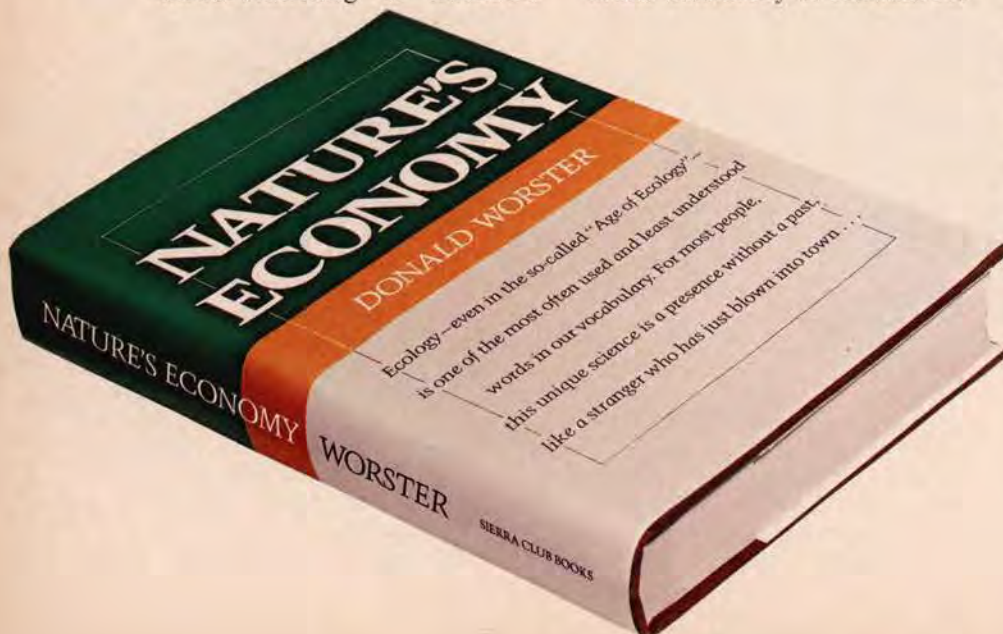 NATURE'S
ECONOMY
DONALD WORSTER
Ecology—even in the so-called "Age of Ecology"—
is one of the most often used and least understood
words in our vocabulary. For most people,
this unique science is a presence without a past,
like a stranger who has just blown into town . . .
NATURE'S ECONOMY
WORSTER
SIERRA CLUB BOOKS